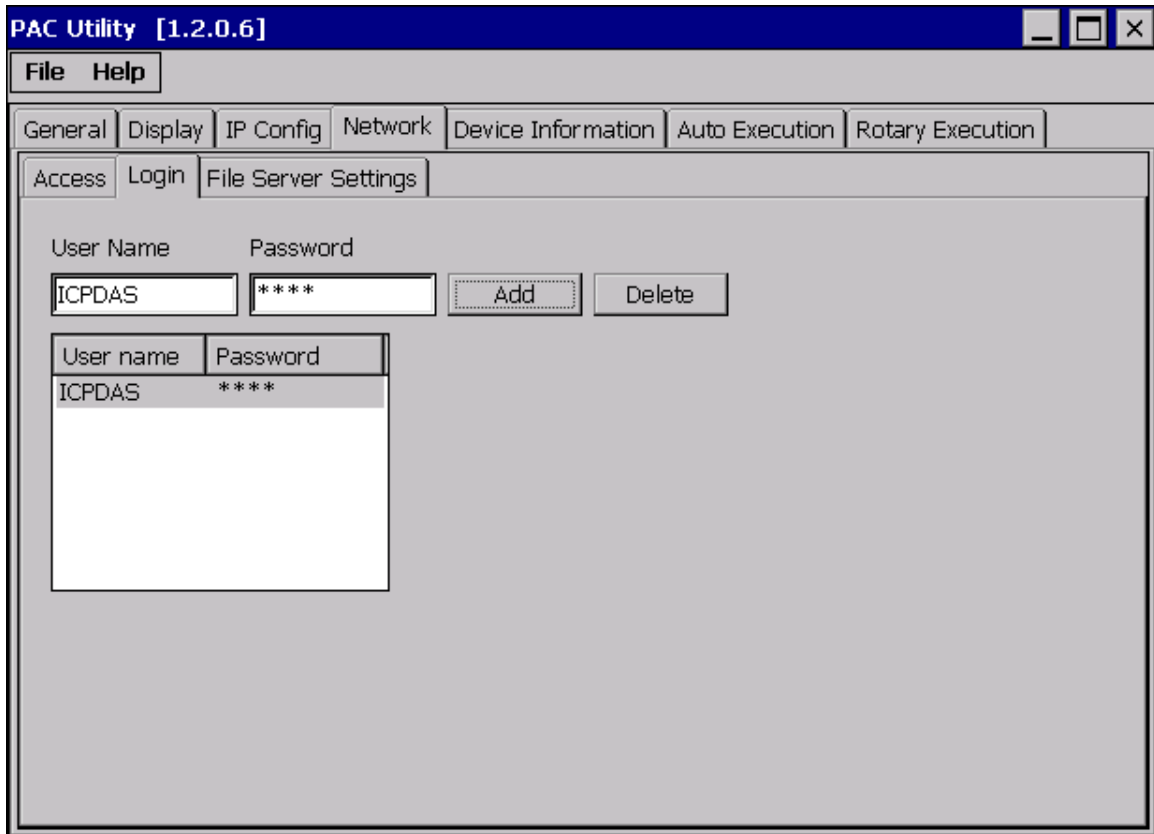 PAC Utility [1.2.0.6]
File Help
General Display IP Config Network Device Information Auto Execution Rotary Execution
Access Login File Server Settings
User Name Password
ICPDAS **** Add Delete
User name Password
ICPDAS ****